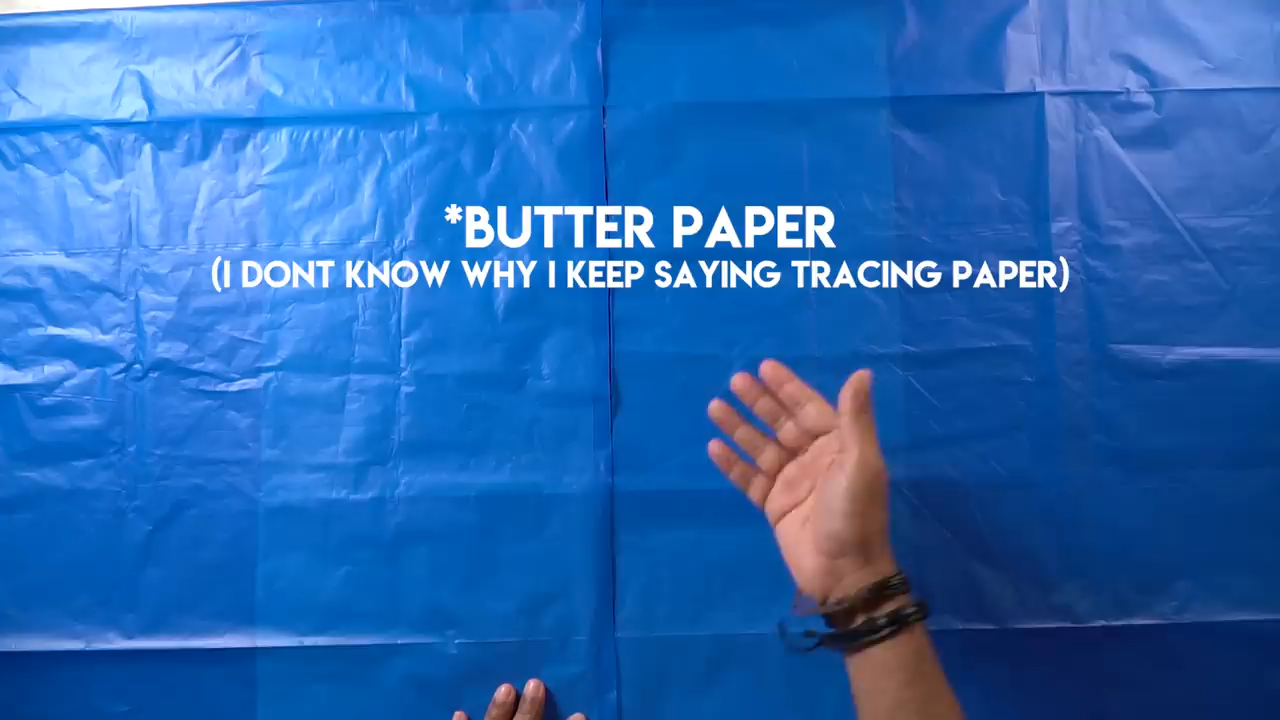 *BUTTER PAPER
(I DONT KNOW WHY I KEEP SAYING TRACING PAPER)